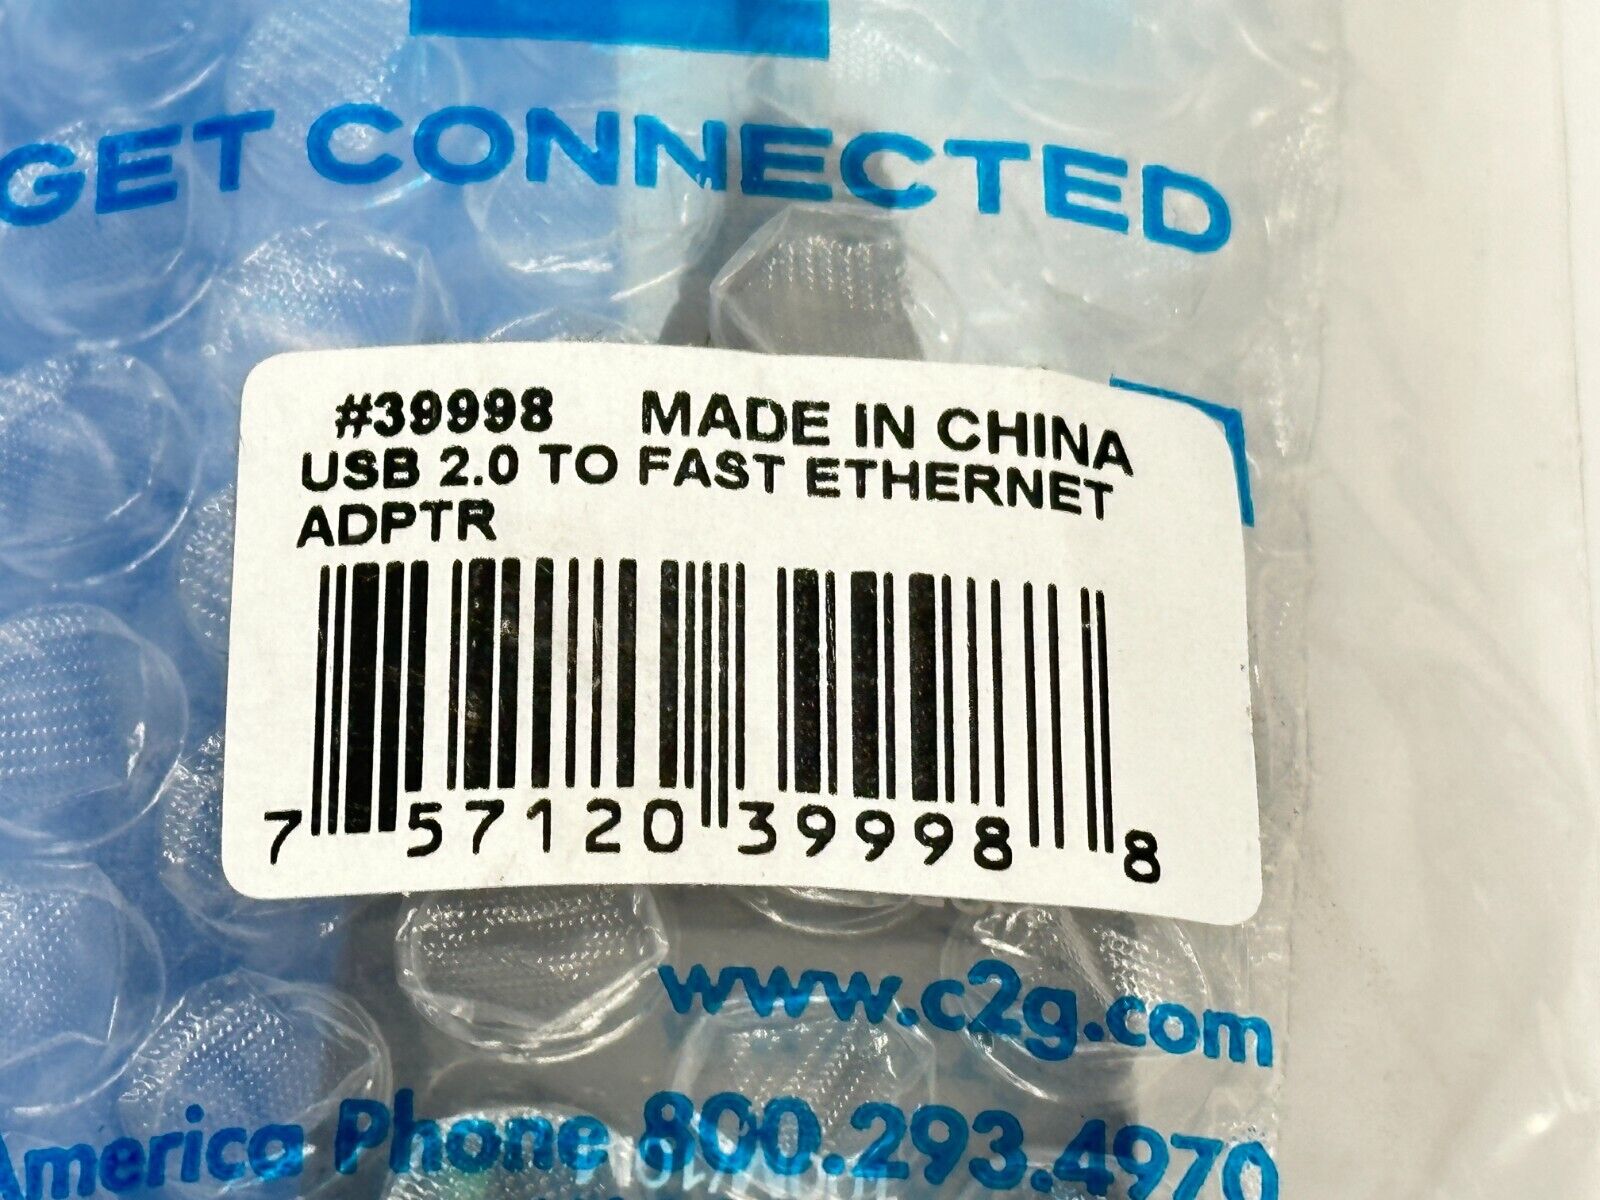 GET CONNECTED
#39998 MADE IN CHINA
USB 2.0 TO FAST ETHERNET
ADPTR
7 57120 39998 8
www.c2g.com
America Phone 800.293.4970